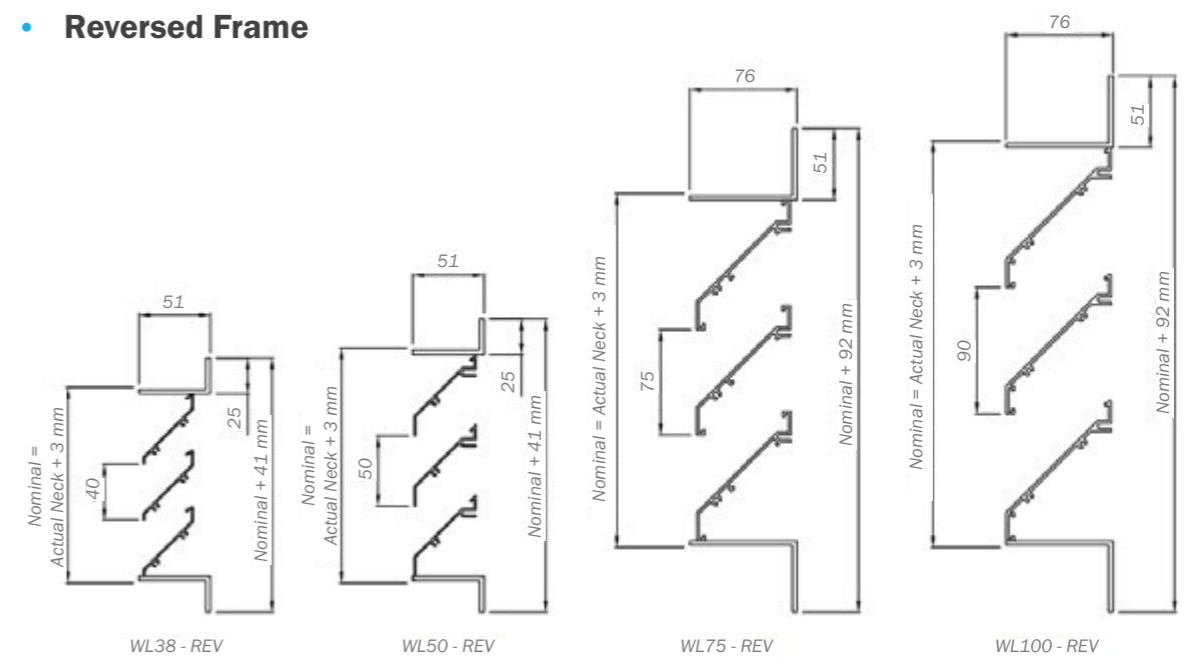 • Reversed Frame
51
25
40
Nominal =
Actual Neck + 3 mm
Nominal + 41 mm
WL38 - REV
51
25
50
Nominal =
Actual Neck + 3 mm
Nominal + 41 mm
WL50 - REV
76
51
75
Nominal = Actual Neck + 3 mm
Nominal + 92 mm
WL75 - REV
76
51
90
Nominal = Actual Neck + 3 mm
Nominal + 92 mm
WL100 - REV